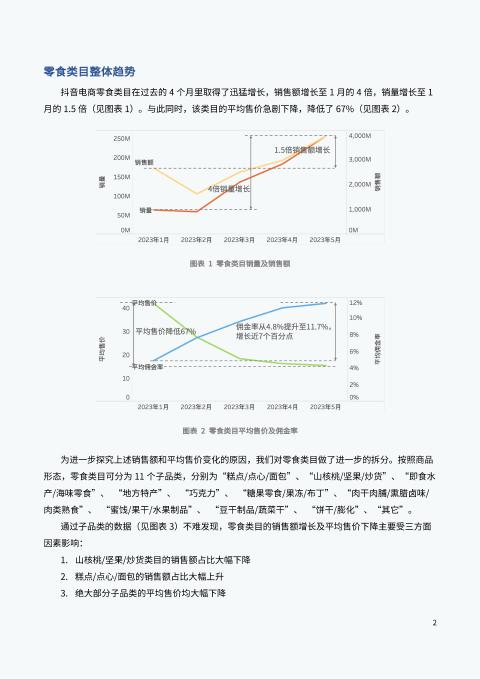 零食类目整体趋势
抖音电商零食类目在过去的 4 个月里取得了迅猛增长，销售额增长至 1 月的 4 倍，销量增长至 1
月的 1.5 倍（见图表 1）。与此同时，该类目的平均售价急剧下降，降低了 67%（见图表 2）。
250M
200M
150M
100M
50M
0M
销量
销售额
销量
1.5倍销售额增长
4倍销量增长
4,000M
3,000M
2,000M
1,000M
0M
销售额
2023年1月 2023年2月 2023年3月 2023年4月 2023年5月
图表 1 零食类目销量及销售额
40
30
20
10
0
平均售价
平均售价
平均售价降低67%
平均佣金率
佣金率从4.8%提升至11.7%，
增长近7个百分点
12%
10%
8%
6%
4%
2%
0%
平均佣金率
2023年1月 2023年2月 2023年3月 2023年4月 2023年5月
图表 2 零食类目平均售价及佣金率
为进一步探究上述销售额和平均售价变化的原因，我们对零食类目做了进一步的拆分。按照商品
形态，零食类目可分为 11 个子品类，分别为“糕点/点心/面包”、“山核桃/坚果/炒货”、“即食水
产/海味零食”、“地方特产”、“巧克力”、“糖果零食/果冻/布丁”、“肉干肉脯/熏腊卤味/
肉类熟食”、“蜜饯/果干/水果制品”、“豆干制品/蔬菜干”、“饼干/膨化”、“其它”。
通过子品类的数据（见图表 3）不难发现，零食类目的销售额增长及平均售价下降主要受三方面
因素影响：
1. 山核桃/坚果/炒货类目的销售额占比大幅下降
2. 糕点/点心/面包的销售额占比大幅上升
3. 绝大部分子品类的平均售价均大幅下降
2